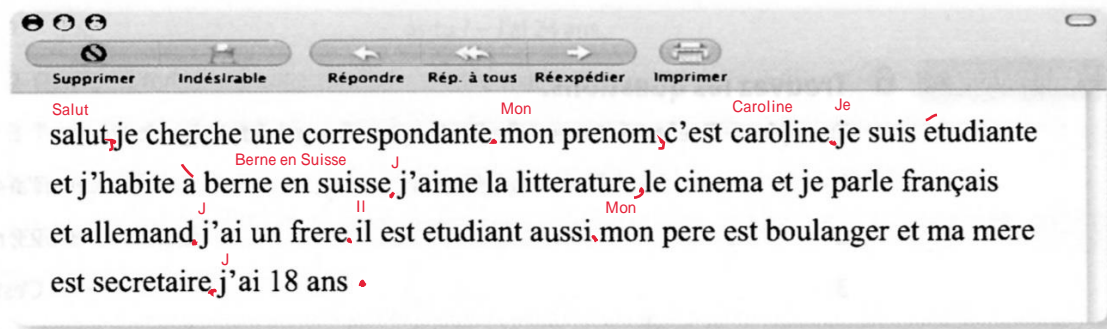 Supprimer Indésirable Répondre Rép. à tous Réexpédier Imprimer
Salut Mon Caroline Je
salut, je cherche une correspondante. mon prenom, c’est caroline. je suis étudiante
Berne en Suisse J
et j’habite à berne en suisse. j’aime la litterature, le cinema et je parle français
J Il Mon
et allemand. j’ai un frere. il est etudiant aussi. mon pere est boulanger et ma mere
J
est secretaire. j’ai 18 ans.